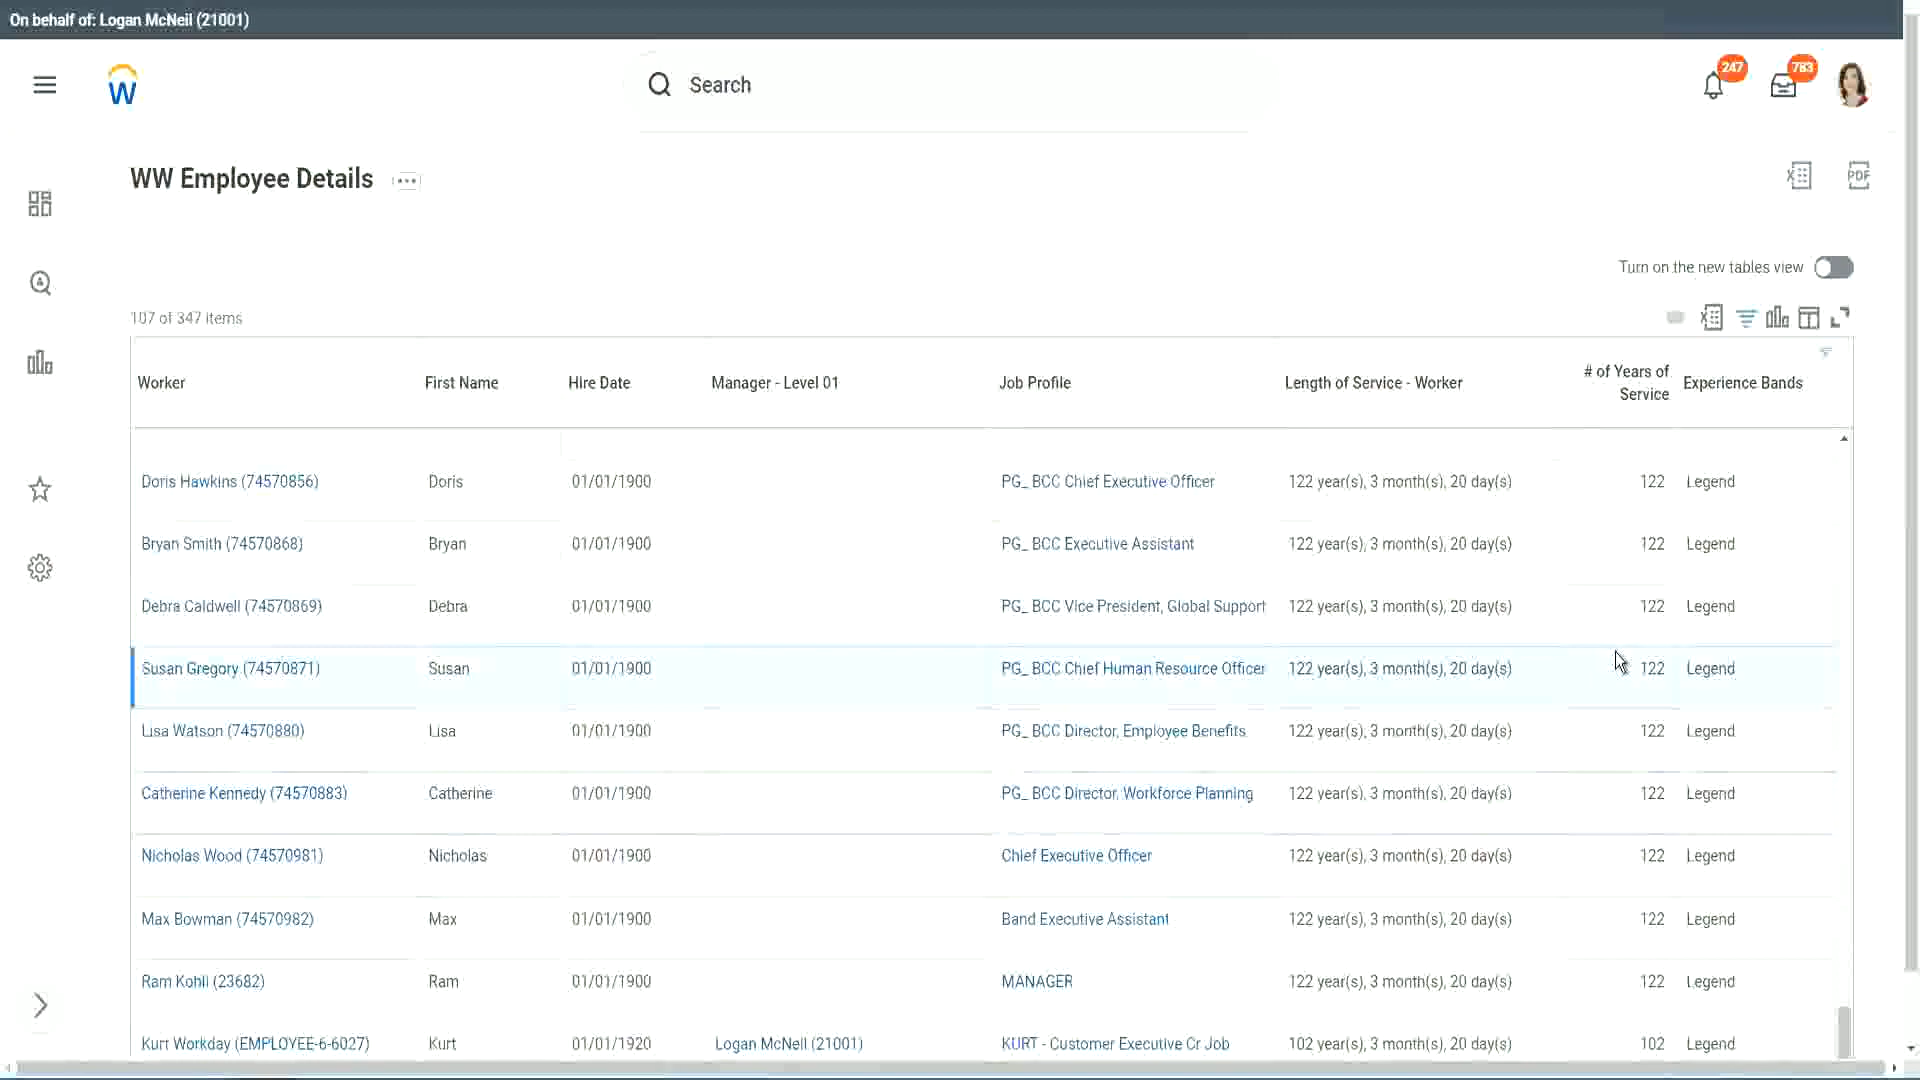 On behalf of: Logan McNeil (21001)
W
Search
247
783
WW Employee Details
X
PDF
Turn on the new tables view
107 of 347 items
X
Worker First Name Hire Date Manager - Level 01 Job Profile Length of Service - Worker # of Years of Service Experience Bands
Doris Hawkins (74570856) Doris 01/01/1900 PG_ BCC Chief Executive Officer 122 year(s), 3 month(s), 20 day(s) 122 Legend
Bryan Smith (74570868) Bryan 01/01/1900 PG_ BCC Executive Assistant 122 year(s), 3 month(s), 20 day(s) 122 Legend
Debra Caldwell (74570869) Debra 01/01/1900 PG_ BCC Vice President, Global Support 122 year(s), 3 month(s), 20 day(s) 122 Legend
Susan Gregory (74570871) Susan 01/01/1900 PG_ BCC Chief Human Resource Officer 122 year(s), 3 month(s), 20 day(s) 122 Legend
Lisa Watson (74570880) Lisa 01/01/1900 PG_ BCC Director, Employee Benefits 122 year(s), 3 month(s), 20 day(s) 122 Legend
Catherine Kennedy (74570883) Catherine 01/01/1900 PG_ BCC Director, Workforce Planning 122 year(s), 3 month(s), 20 day(s) 122 Legend
Nicholas Wood (74570981) Nicholas 01/01/1900 Chief Executive Officer 122 year(s), 3 month(s), 20 day(s) 122 Legend
Max Bowman (74570982) Max 01/01/1900 Band Executive Assistant 122 year(s), 3 month(s), 20 day(s) 122 Legend
Ram Kohli (23682) Ram 01/01/1900 MANAGER 122 year(s), 3 month(s), 20 day(s) 122 Legend
Kurt Workday (EMPLOYEE-6-6027) Kurt 01/01/1920 Logan McNeil (21001) KURT - Customer Executive Cr Job 102 year(s), 3 month(s), 20 day(s) 102 Legend